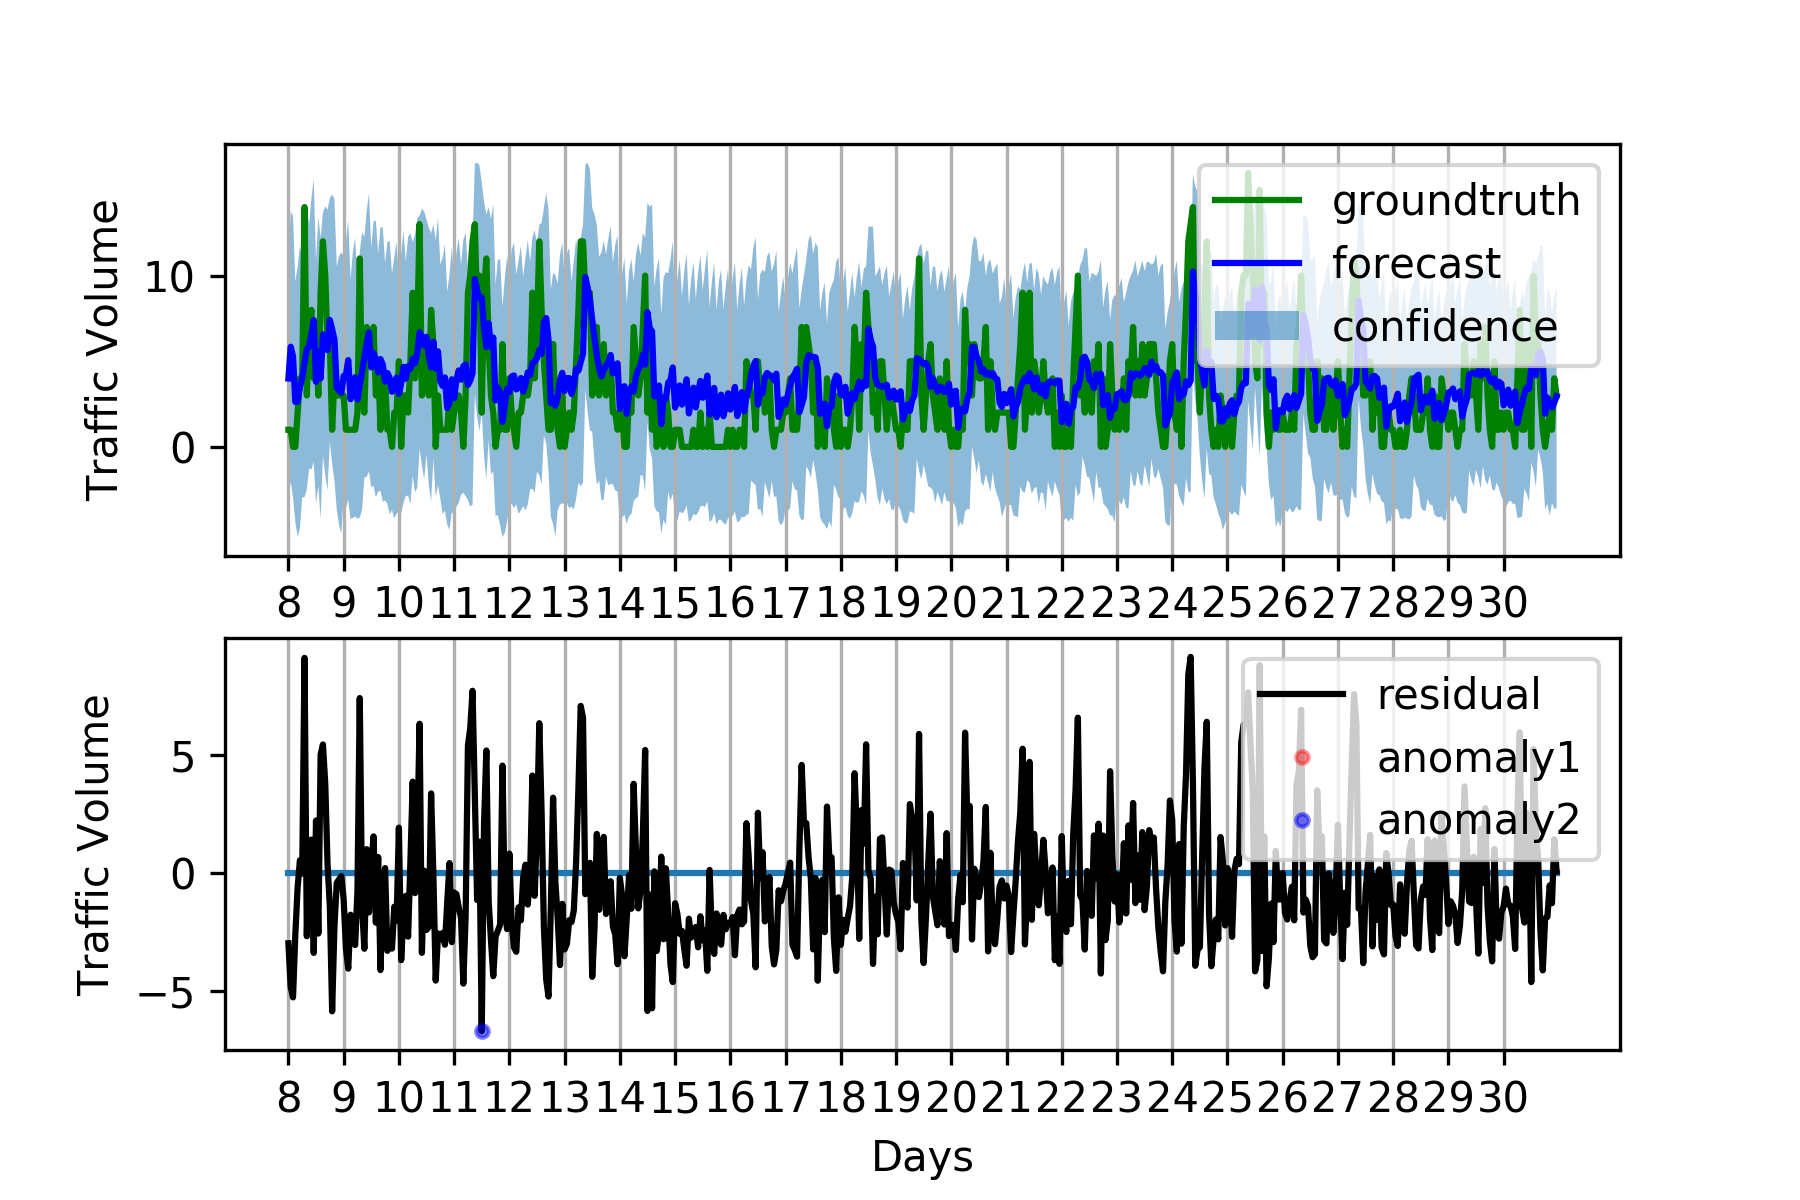 Traffic Volume
10
0
groundtruth
forecast
confidence
8 9 10 11 12 13 14 15 16 17 18 19 20 21 22 23 24 25 26 27 28 29 30
Traffic Volume
5
0
−5
residual
anomaly1
anomaly2
8 9 10 11 12 13 14 15 16 17 18 19 20 21 22 23 24 25 26 27 28 29 30
Days